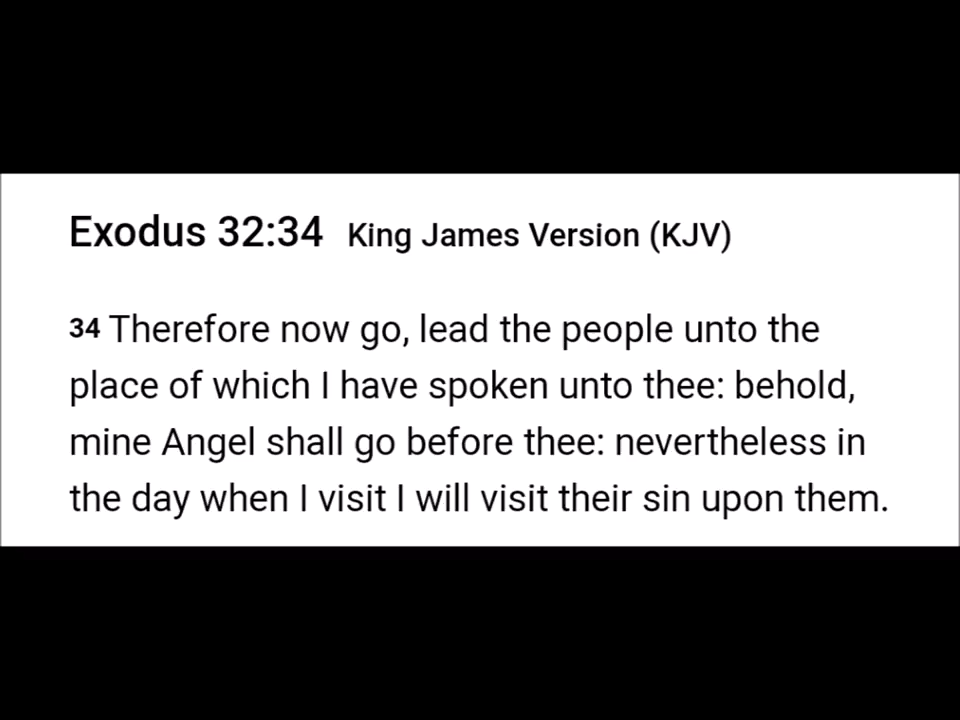 Exodus 32:34 King James Version (KJV)
34 Therefore now go, lead the people unto the
place of which I have spoken unto thee: behold,
mine Angel shall go before thee: nevertheless in
the day when I visit I will visit their sin upon them.